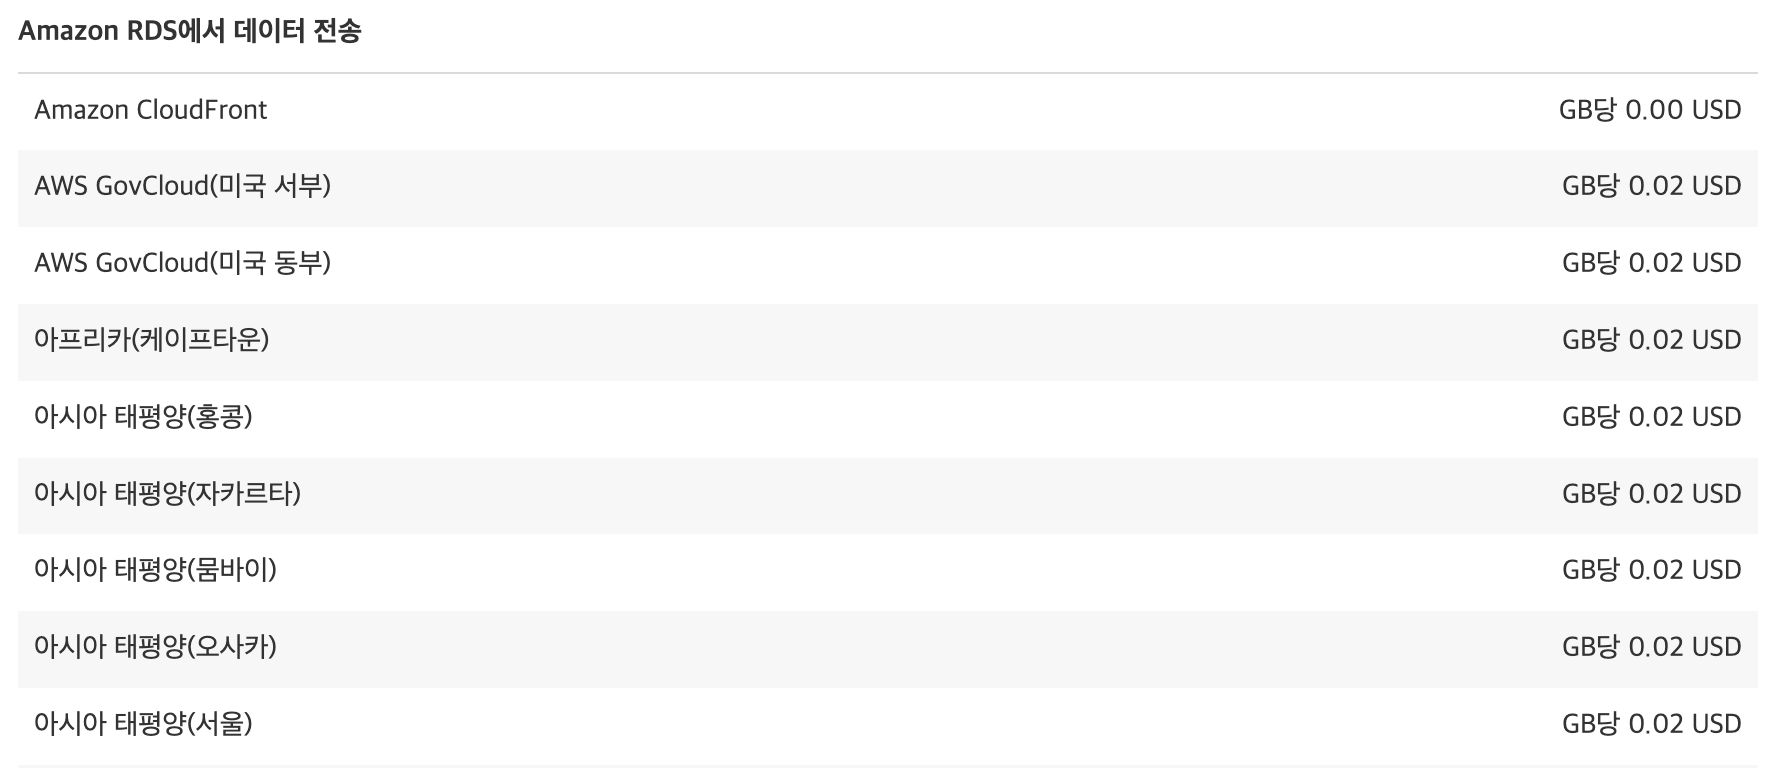 Amazon RDS에서 데이터 전송
Amazon CloudFront GB당 0.00 USD
AWS GovCloud(미국 서부) GB당 0.02 USD
AWS GovCloud(미국 동부) GB당 0.02 USD
아프리카(케이프타운) GB당 0.02 USD
아시아 태평양(홍콩) GB당 0.02 USD
아시아 태평양(자카르타) GB당 0.02 USD
아시아 태평양(뭄바이) GB당 0.02 USD
아시아 태평양(오사카) GB당 0.02 USD
아시아 태평양(서울) GB당 0.02 USD